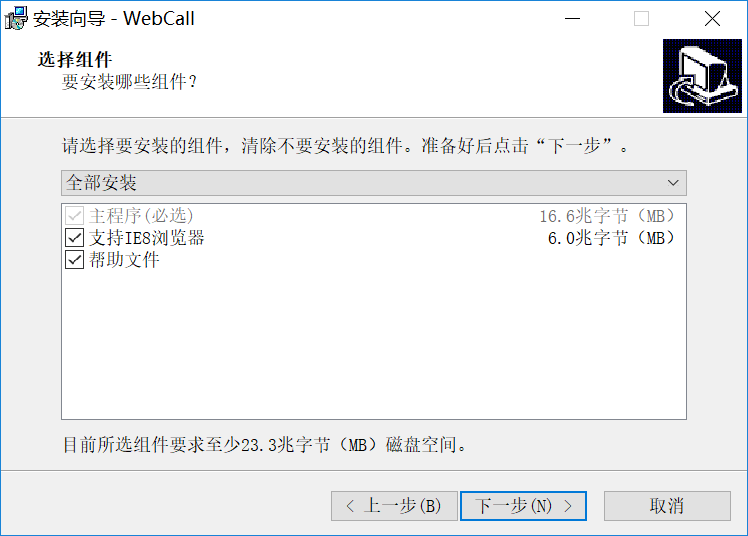 安装向导 - WebCall
选择组件
要安装哪些组件?
请选择要安装的组件，清除不要安装的组件。准备好后点击“下一步”。
全部安装
主程序(必选) 16.6兆字节（MB）
支持IE8浏览器 6.0兆字节（MB）
帮助文件
目前所选组件要求至少23.3兆字节（MB）磁盘空间。
< 上一步(B) 下一步(N) > 取消